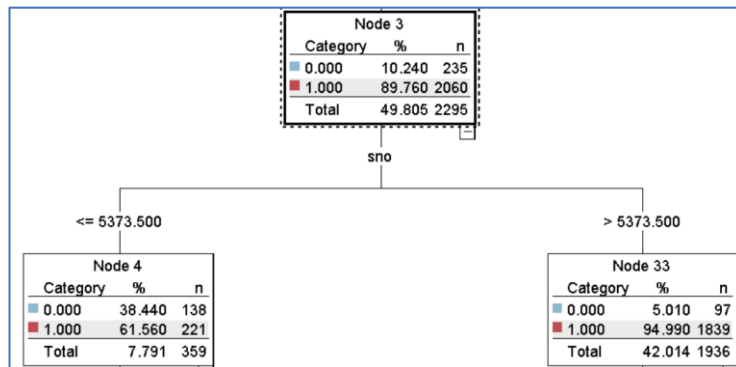 Node 3
Category % n
0.000 10.240 235
1.000 89.760 2060
Total 49.805 2295
sno
<= 5373.500
> 5373.500
Node 4
Category % n
0.000 38.440 138
1.000 61.560 221
Total 7.791 359
Node 33
Category % n
0.000 5.010 97
1.000 94.990 1839
Total 42.014 1936